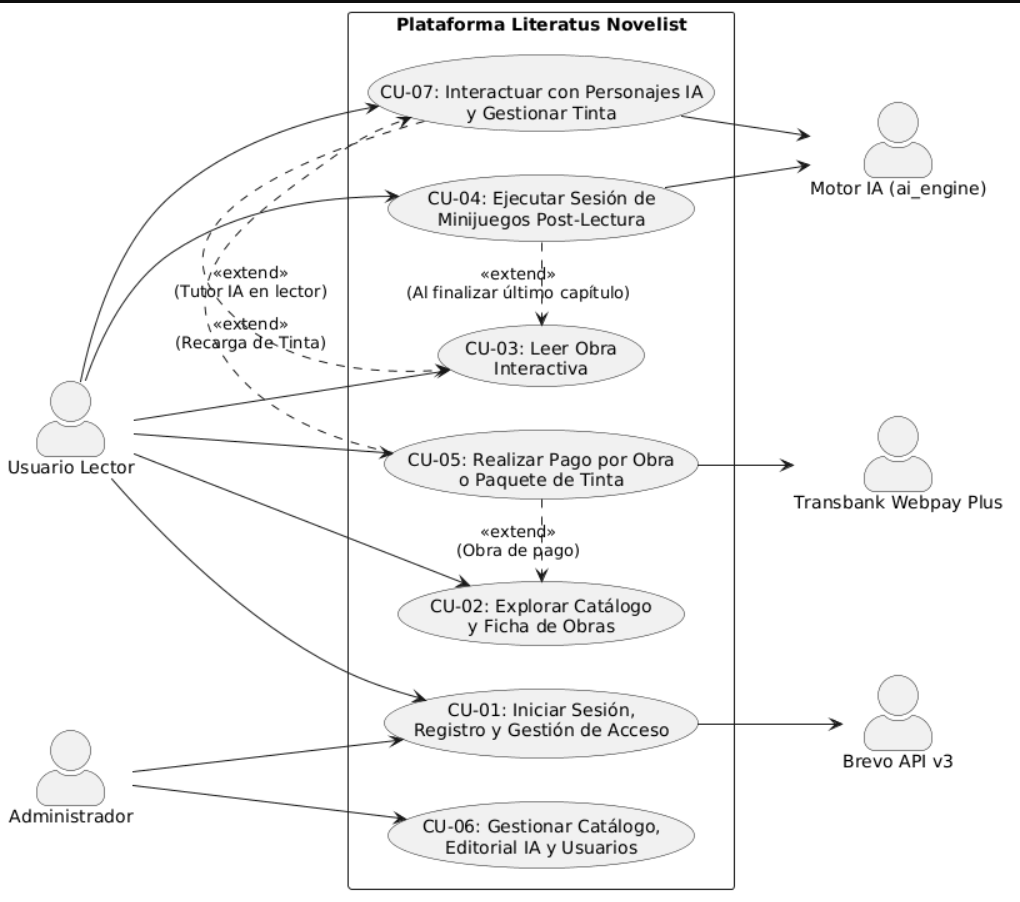 Plataforma Literatus Novelist
CU-07: Interactuar con Personajes IA
y Gestionar Tinta
Motor IA (ai_engine)
CU-04: Ejecutar Sesión de
Minijuegos Post-Lectura
«extend»
(Tutor IA en lector)
«extend»
(Al finalizar último capítulo)
«extend»
(Recarga de Tinta)
CU-03: Leer Obra
Interactiva
Usuario Lector
CU-05: Realizar Pago por Obra
o Paquete de Tinta
Transbank Webpay Plus
«extend»
(Obra de pago)
CU-02: Explorar Catálogo
y Ficha de Obras
CU-01: Iniciar Sesión,
Registro y Gestión de Acceso
Brevo API v3
Administrador
CU-06: Gestionar Catálogo,
Editorial IA y Usuarios